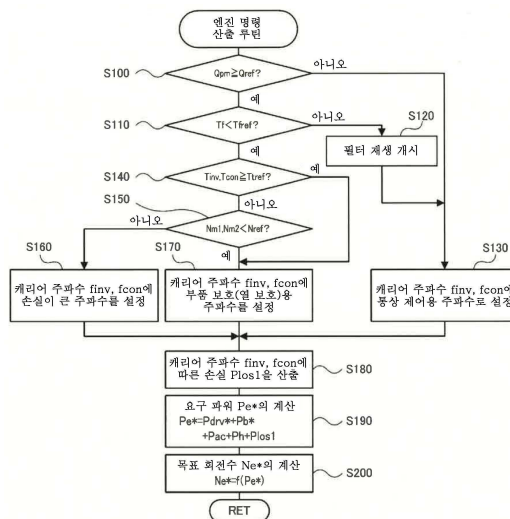 엔진 명령
산출 루틴
S100
Qpm≧Qref?
아니오
예
S110
Tf<Tfref?
아니오
S120
필터 재생 개시
예
S140
Tinv,Tcon≧Ttref?
예
아니오
S150
Nm1,Nm2<Nref?
아니오
예
S160
캐리어 주파수 finv, fcon에
손실이 큰 주파수를 설정
S170
캐리어 주파수 finv, fcon에
부품 보호(열 보호)용
주파수를 설정
S130
캐리어 주파수 finv, fcon에
통상 제어용 주파수로 설정
캐리어 주파수 finv, fcon에
따른 손실 Plos1을 산출
S180
요구 파워 Pe*의 계산
Pe*=Pdrv*+Pb*
+Pac+Ph+Plos1
S190
목표 회전수 Ne*의 계산
Ne*=f(Pe*)
S200
RET